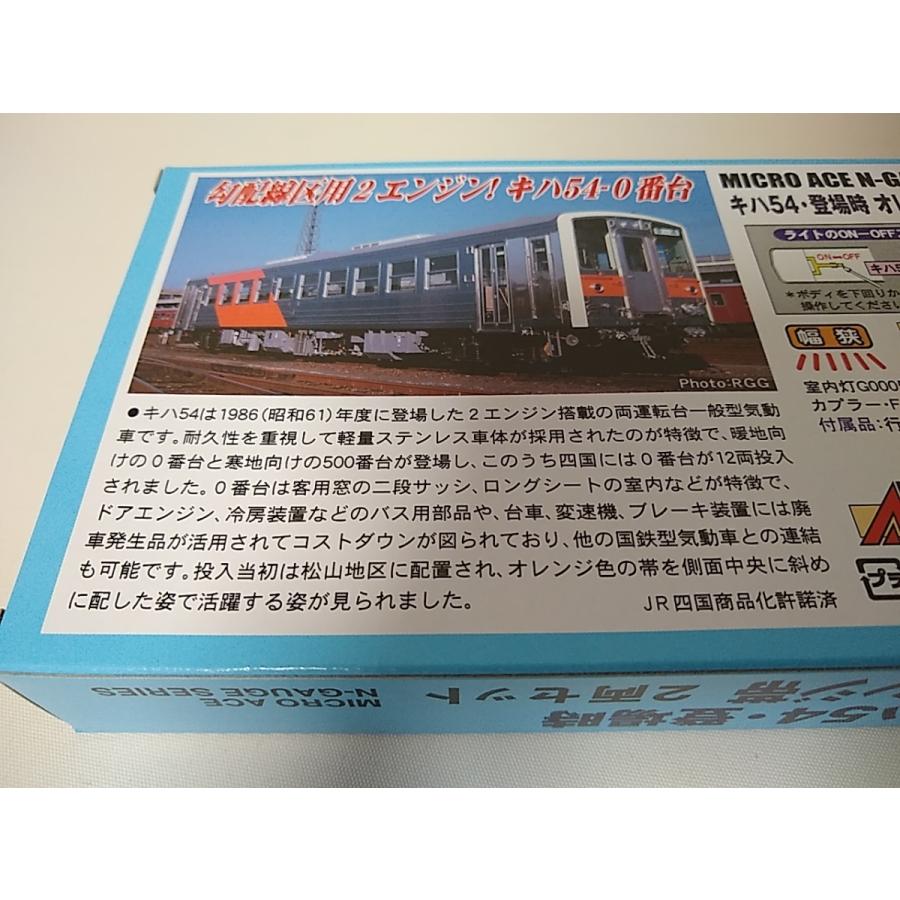 勾配線区用2エンジン! キハ54-0番台
Photo:RGG
●キハ54は1986(昭和61)年度に登場した2エンジン搭載の両運転台一般型気動
車です。耐久性を重視して軽量ステンレス車体が採用されたのが特徴で、暖地向
けの0番台と寒地向けの500番台が登場し、このうち四国には0番台が12両投入
されました。0番台は客用窓の二段サッシ、ロングシートの室内などが特徴で、
ドアエンジン、冷房装置などのバス用部品や、台車、変速機、ブレーキ装置には廃
車発生品が活用されてコストダウンが図られており、他の国鉄型気動車との連結
も可能です。投入当初は松山地区に配置され、オレンジ色の帯を側面中央に斜め
に配した姿で活躍する姿が見られました。
JR四国商品化許諾済
MICRO ACE N-G
キハ54・登場時 オレ
ライトのON-OFF
ON↔OFF
キハ5
*ボディを下回りか
操作してください
幅 狭
室内灯G000
カプラー・F
付属品:行
プラ
MICRO ACE
N-GAUGE SERIES
ハ54・登場時
ンジ帯 2両セット